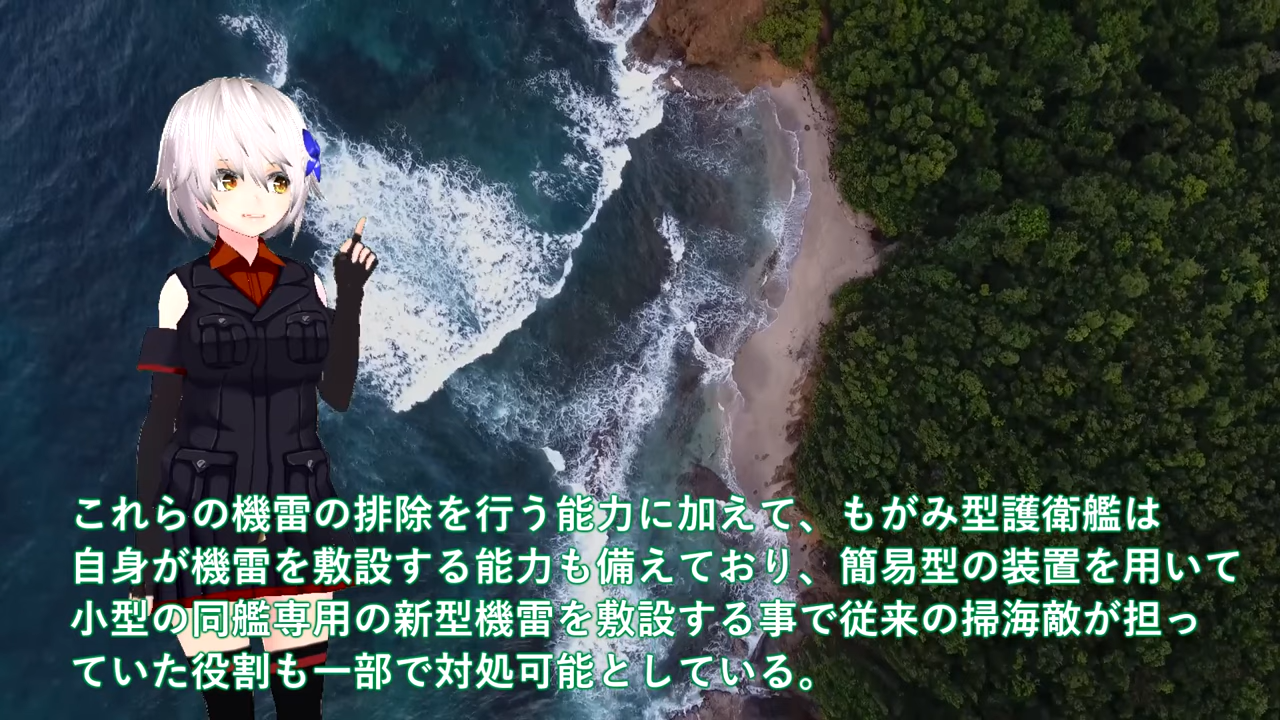 これらの機雷の排除を行う能力に加えて、もがみ型護衛艦は
自身が機雷を敷設する能力も備えており、簡易型の装置を用いて
小型の同艦専用の新型機雷を敷設する事で従来の掃海敵が担っ
ていた役割も一部で対処可能としている。